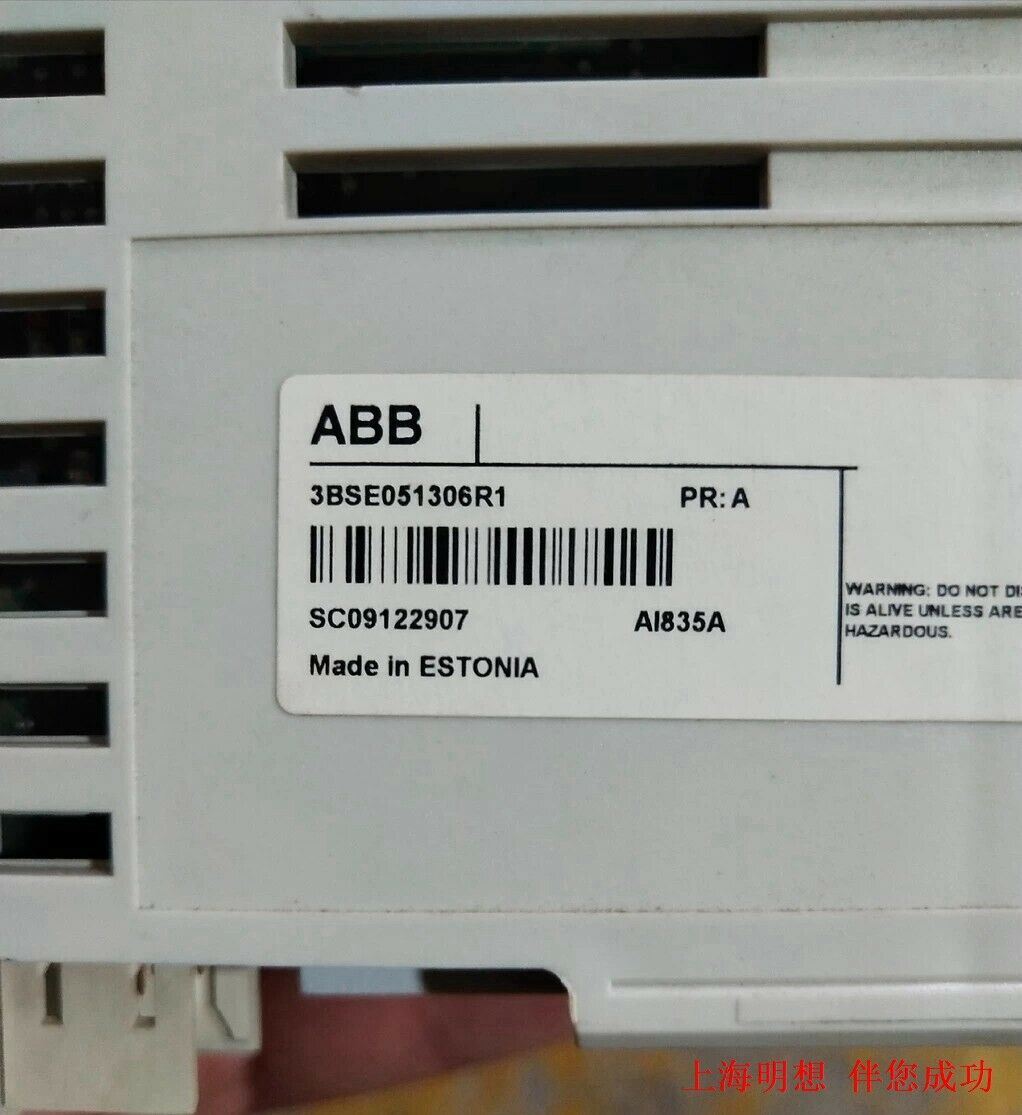 ABB
3BSE051306R1 PR: A
SC09122907 AI835A
Made in ESTONIA
WARNING: DO NOT DI
IS ALIVE UNLESS ARE
HAZARDOUS.
上海明想 伴您成功